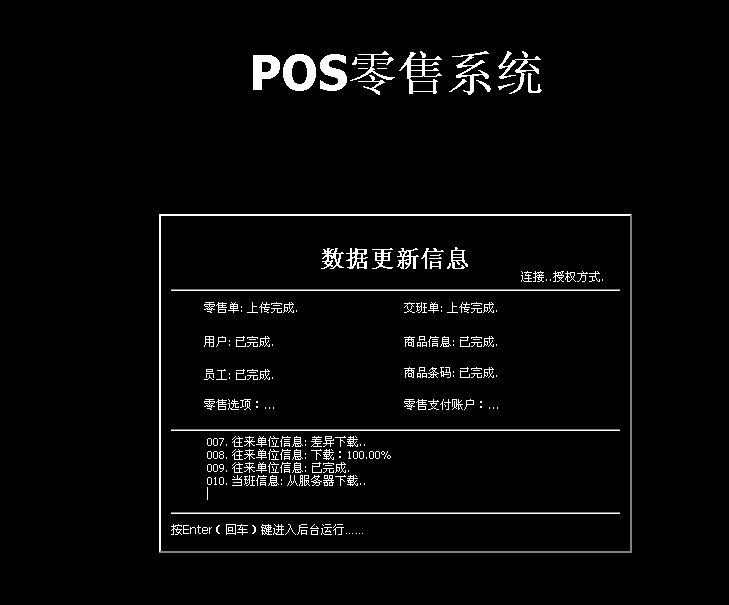 POS零售系统
数据更新信息
连接..授权方式.
零售单: 上传完成.
交班单: 上传完成.
用户: 已完成.
商品信息: 已完成.
员工: 已完成.
商品条码: 已完成.
零售选项：...
零售支付账户：...
007. 往来单位信息: 差异下载..
008. 往来单位信息: 下载：100.00%
009. 往来单位信息: 已完成.
010. 当班信息: 从服务器下载..
按Enter（回车）键进入后台运行......